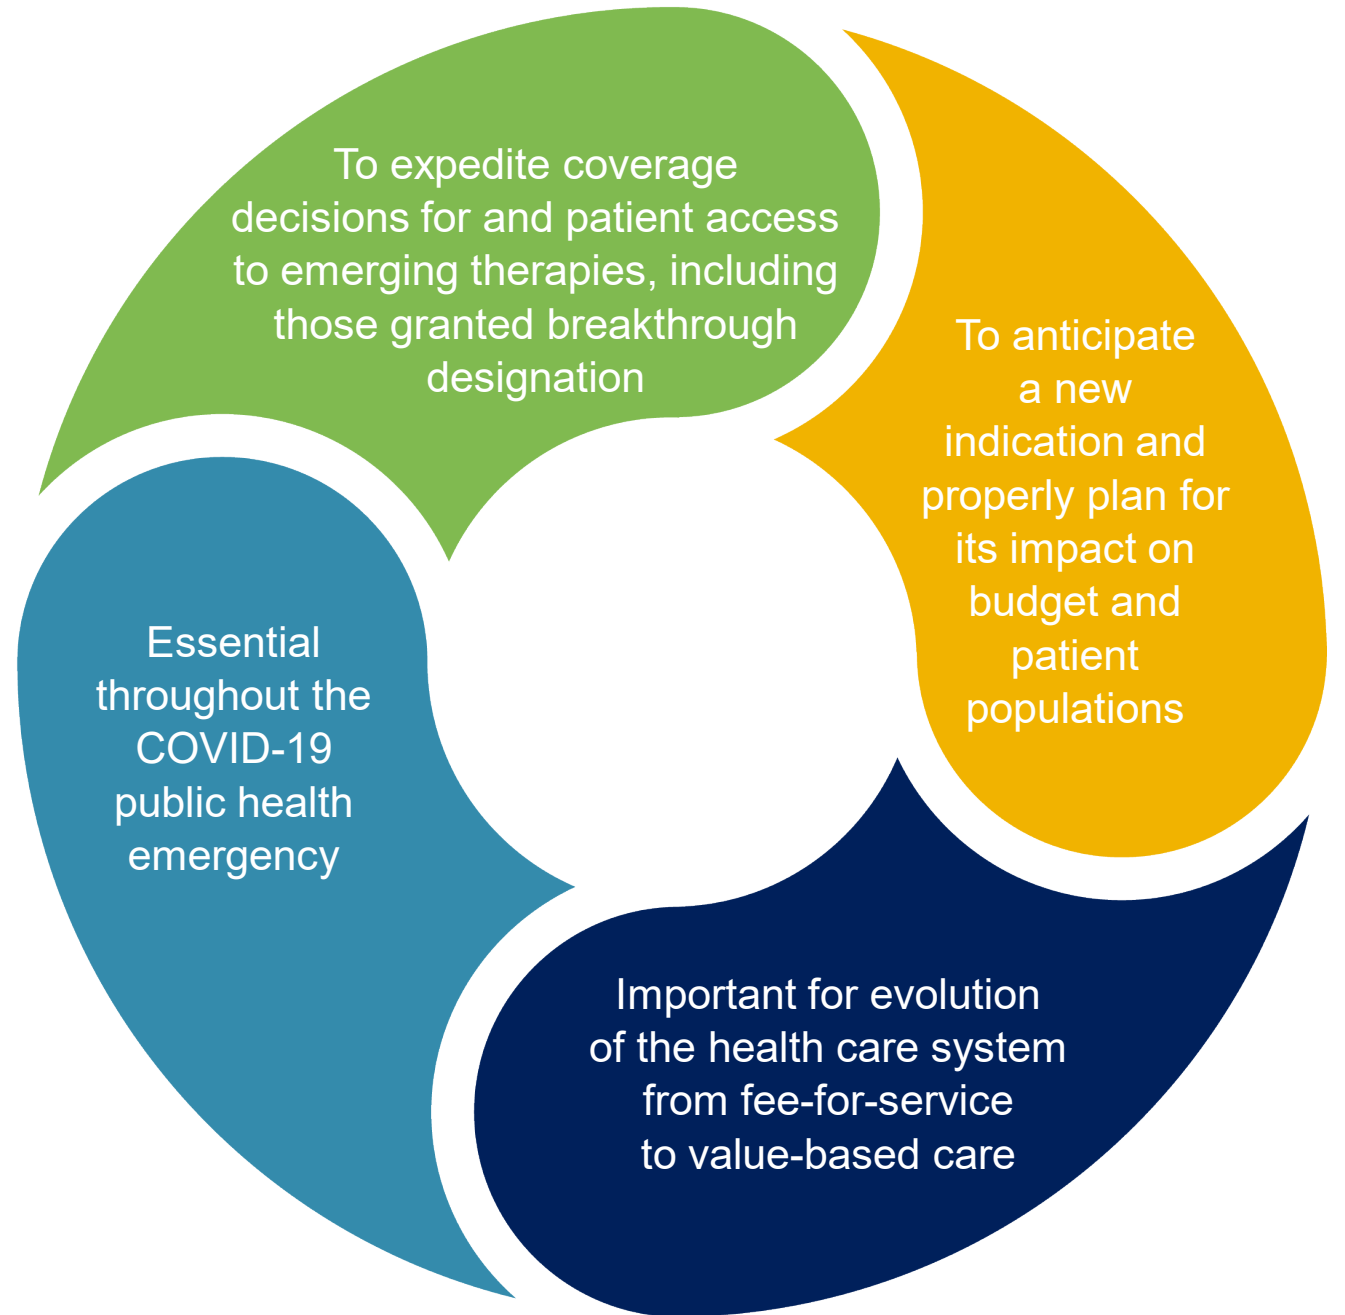 To expedite coverage
decisions for and patient access
to emerging therapies, including
those granted breakthrough
designation
To anticipate
a new
indication and
properly plan for
its impact on
budget and
patient
populations
Important for evolution
of the health care system
from fee-for-service
to value-based care
Essential
throughout the
COVID-19
public health
emergency